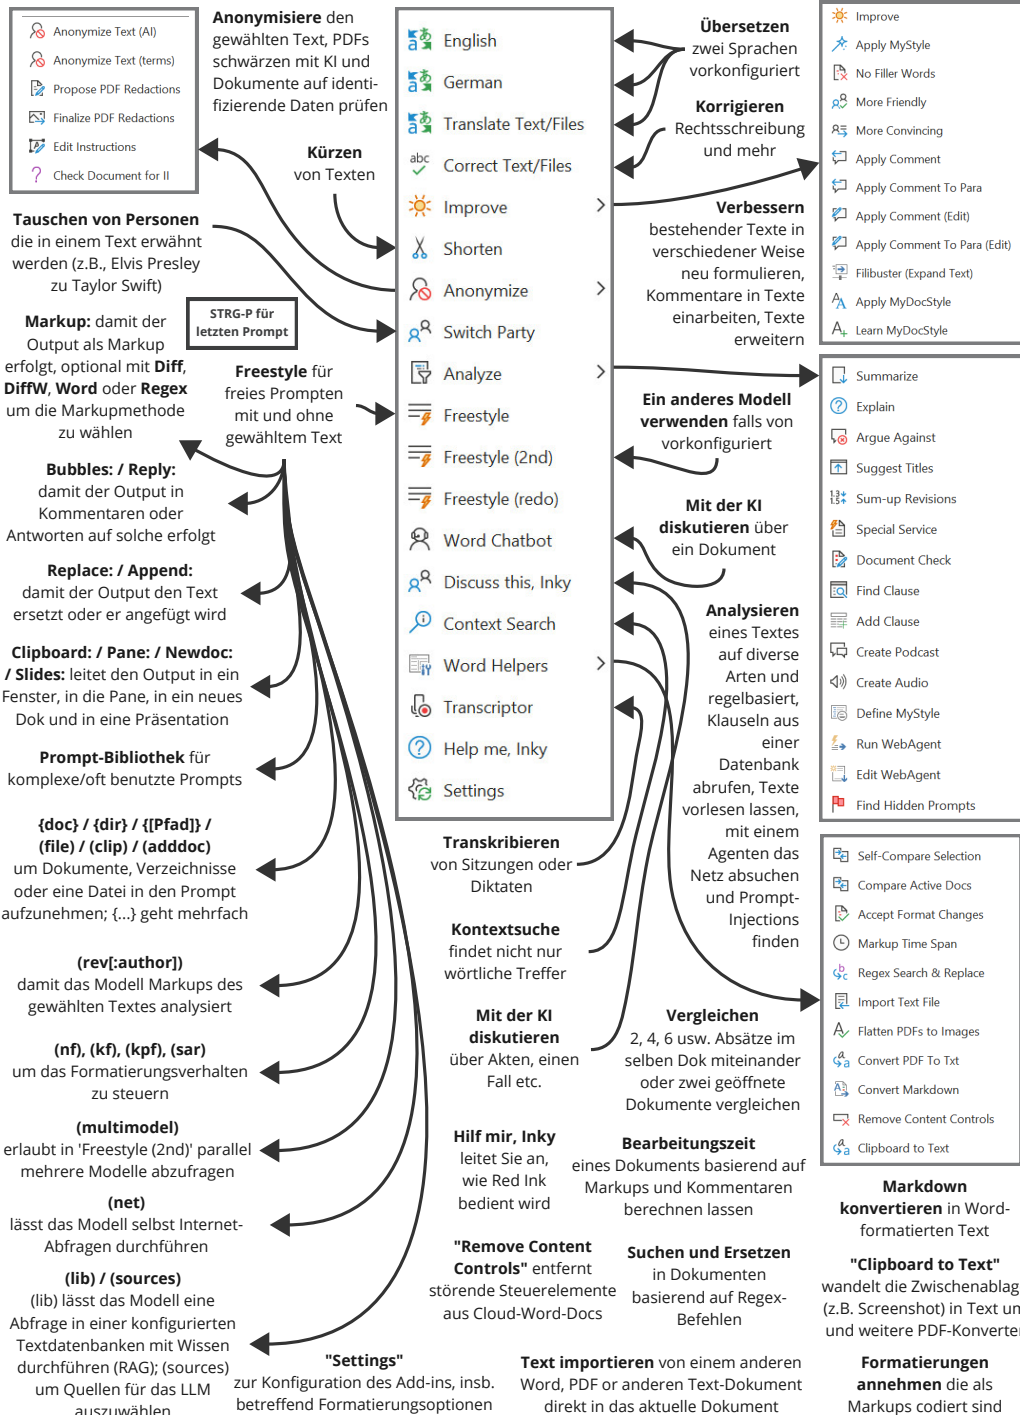 Anonymize Text (AI)
Anonymize Text (terms)
Propose PDF Redactions
Finalize PDF Redactions
Edit Instructions
Check Document for II
Anonymisiere den
gewählten Text, PDFs
schwärzen mit KI und
Dokumente auf identi-
fizierende Daten prüfen
Kürzen
von Texten
Tauschen von Personen
die in einem Text erwähnt
werden (z.B., Elvis Presley
zu Taylor Swift)
STRG-P für
letzten Prompt
Markup: damit der
Output als Markup
erfolgt, optional mit Diff,
DiffW, Word oder Regex
um die Markupmethode
zu wählen
Freestyle für
freies Prompten
mit und ohne
gewähltem Text
Bubbles: / Reply:
damit der Output in
Kommentaren oder
Antworten auf solche erfolgt
Replace: / Append:
damit der Output den Text
ersetzt oder er angefügt wird
Clipboard: / Pane: / Newdoc:
/ Slides: leitet den Output in ein
Fenster, in die Pane, in ein neues
Dok und in eine Präsentation
Prompt-Bibliothek für
komplexe/oft benutzte Prompts
{doc} / {dir} / {[Pfad]} /
(file) / (clip) / (adddoc)
um Dokumente, Verzeichnisse
oder eine Datei in den Prompt
aufzunehmen; {...} geht mehrfach
(rev[:author])
damit das Model Markups des
gewählten Textes analysiert
(nf), (kf), (kpf), (sar)
um das Formatierungsverhalten
zu steuern
(multimodel)
erlaubt in 'Freestyle (2nd)' parallel
mehrere Modelle abzufragen
(net)
lässt das Modell selbst Internet-
Abfragen durchführen
(lib) / (sources)
(lib) lässt das Modell eine
Abfrage in einer konfigurierten
Textdatenbanken mit Wissen
durchführen (RAG); (sources)
um Quellen für das LLM
auszuwählen
English
German
Translate Text/Files
abc
Correct Text/Files
Improve
Shorten
Anonymize
Switch Party
Analyze
Freestyle
Freestyle (2nd)
Freestyle (redo)
Word Chatbot
Discuss this, Inky
Context Search
Word Helpers
Transcriptor
Help me, Inky
Settings
Übersetzen
zwei Sprachen
vorkonfiguriert
Korrigieren
Rechtsschreibung
und mehr
Verbessern
bestehender Texte in
verschiedener Weise
neu formulieren,
Kommentare in Texte
einarbeiten, Texte
erweitern
Ein anderes Modell
verwenden falls von
vorkonfiguriert
Mit der KI
diskutieren über
ein Dokument
Analysieren
eines Textes
auf diverse
Arten und
regelbasiert,
Klauseln aus
einer
Datenbank
abrufen, Texte
vorlesen lassen,
mit einem
Agenten das
Netz absuchen
und Prompt-
Injections
finden
Transkribieren
von Sitzungen oder
Diktaten
Kontextsuche
findet nicht nur
wörtliche Treffer
Mit der KI
diskutieren
über Akten, einen
Fall etc.
Vergleichen
2, 4, 6 usw. Absätze im
selben Dok miteinander
oder zwei geöffnete
Dokumente vergleichen
Hilf mir, Inky
leitet Sie an,
wie Red Ink
bedient wird
Bearbeitungszeit
eines Dokuments basierend auf
Markups und Kommentaren
berechnen lassen
"Remove Content
Controls" entfernt
störende Steuerelemente
aus Cloud-Word-Docs
Suchen und Ersetzen
in Dokumenten
basierend auf Regex-
Befehlen
"Settings"
zur Konfiguration des Add-ins, insb.
betreffend Formatierungsoptionen
Text importieren von einem anderen
Word, PDF or anderen Text-Dokument
direkt in das aktuelle Dokument
Improve
Apply MyStyle
No Filler Words
More Friendly
More Convincing
Apply Comment
Apply Comment To Para
Apply Comment (Edit)
Apply Comment To Para (Edit)
Filibuster (Expand Text)
Apply MyDocStyle
Learn MyDocStyle
Summarize
Explain
Argue Against
Suggest Titles
Sum-up Revisions
Special Service
Document Check
Find Clause
Add Clause
Create Podcast
Create Audio
Define MyStyle
Run WebAgent
Edit WebAgent
Find Hidden Prompts
Self-Compare Selection
Compare Active Docs
Accept Format Changes
Markup Time Span
Regex Search & Replace
Import Text File
Flatten PDFs to Images
Convert PDF To Txt
Convert Markdown
Remove Content Controls
Clipboard to Text
Markdown
konvertieren in Word-
formatierten Text
"Clipboard to Text"
wandelt die Zwischenablag
(z.B. Screenshot) in Text um
und weitere PDF-Konverter
Formatierungen
annehmen die als
Markups codiert sind